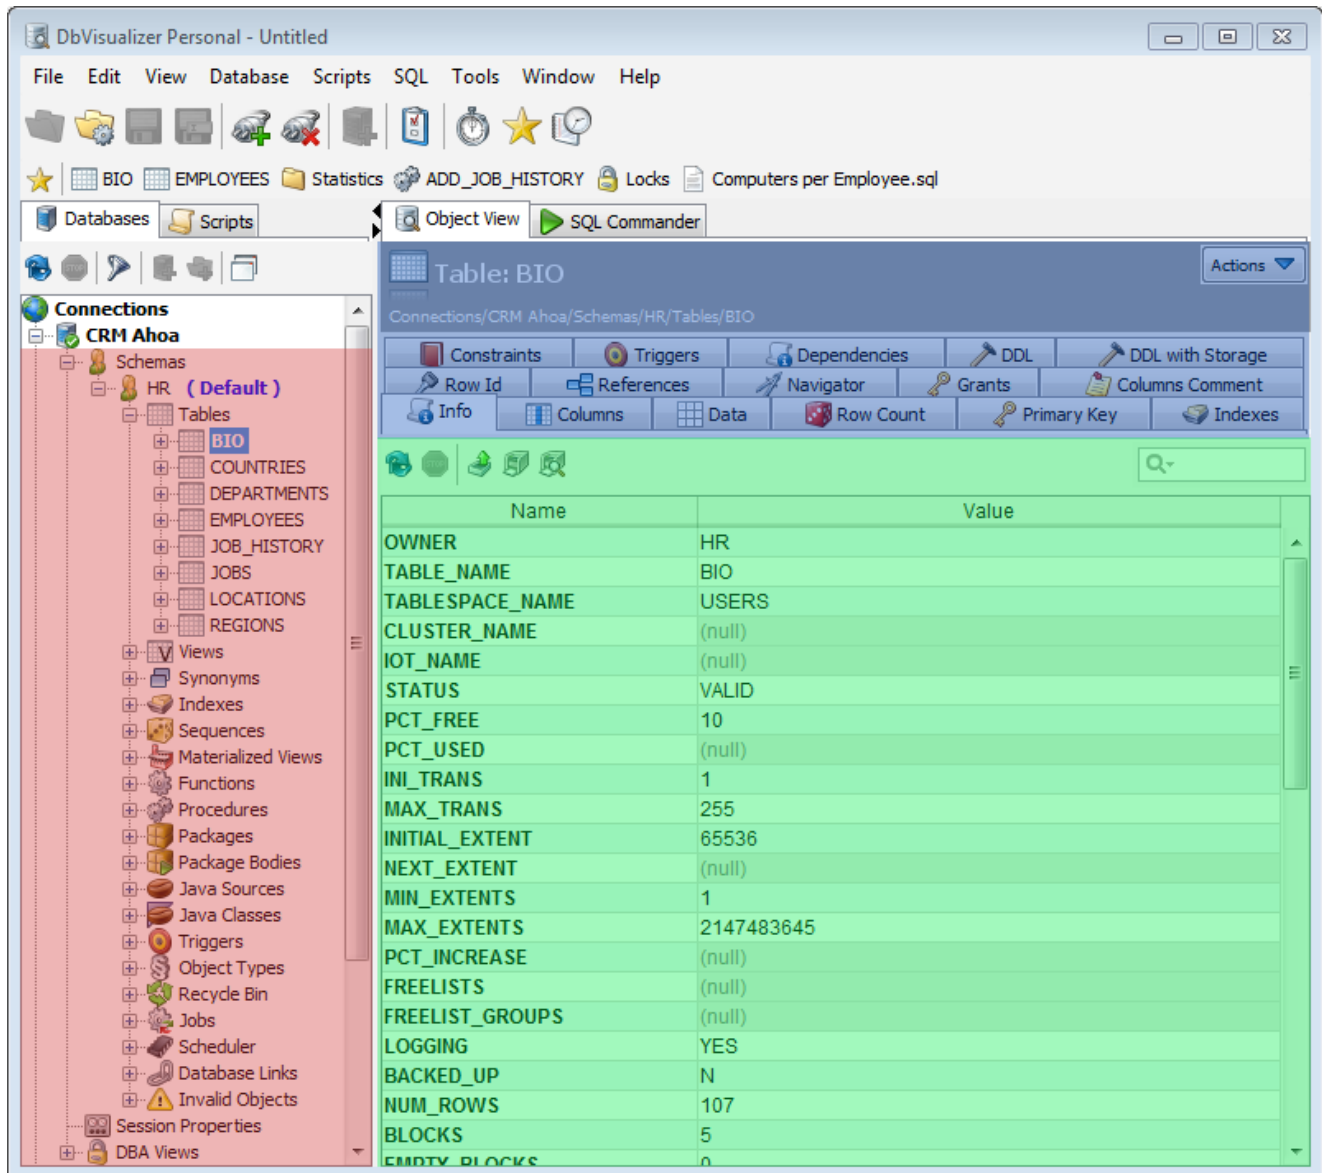 DbVisualizer Personal - Untitled
File Edit View Database Scripts SQL Tools Window Help
BIO EMPLOYEES Statistics ADD_JOB_HISTORY Locks Computers per Employee.sql
Databases Scripts
Object View SQL Commander
Connections
CRM Ahoa
Schemas
HR (Default)
Tables
BIO
COUNTRIES
DEPARTMENTS
EMPLOYEES
JOB_HISTORY
JOBS
LOCATIONS
REGIONS
Views
Synonyms
Indexes
Sequences
Materialized Views
Functions
Procedures
Packages
Package Bodies
Java Sources
Java Classes
Triggers
Object Types
Recycle Bin
Jobs
Scheduler
Database Links
Invalid Objects
Session Properties
DBA Views
Table: BIO
Actions
Connections/CRM Ahoa/Schemas/HR/Tables/BIO
Constraints Triggers Dependencies DDL DDL with Storage
Row Id References Navigator Grants Columns Comment
Info Columns Data Row Count Primary Key Indexes
Name Value
OWNER HR
TABLE_NAME BIO
TABLESPACE_NAME USERS
CLUSTER_NAME (null)
IOT_NAME (null)
STATUS VALID
PCT_FREE 10
PCT_USED (null)
INI_TRANS 1
MAX_TRANS 255
INITIAL_EXTENT 65536
NEXT_EXTENT (null)
MIN_EXTENTS 1
MAX_EXTENTS 2147483645
PCT_INCREASE (null)
FREELISTS (null)
FREELIST_GROUPS (null)
LOGGING YES
BACKED_UP N
NUM_ROWS 107
BLOCKS 5
EMPTY_BLOCKS 0